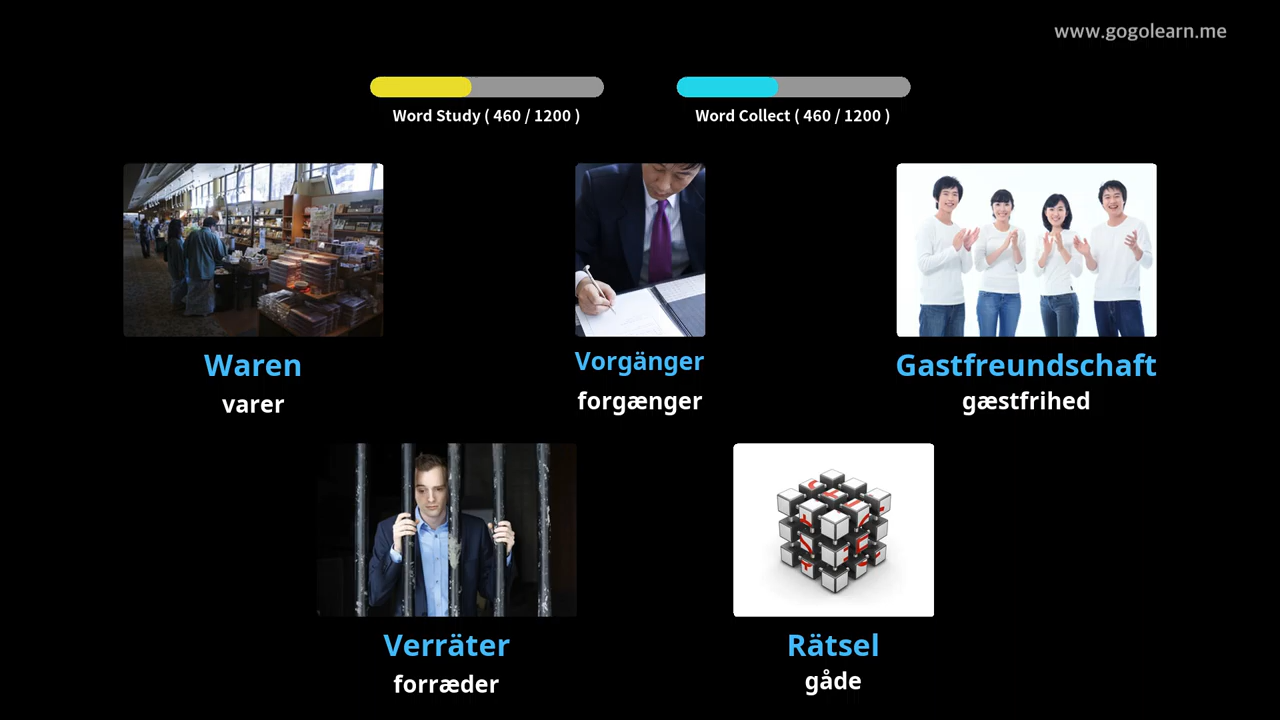 www.gogolearn.me
Word Study ( 460 / 1200 )
Word Collect ( 460 / 1200 )
Waren
varer
Vorgänger
forgænger
Gastfreundschaft
gæstfrihed
Verräter
forræder
Rätsel
gåde